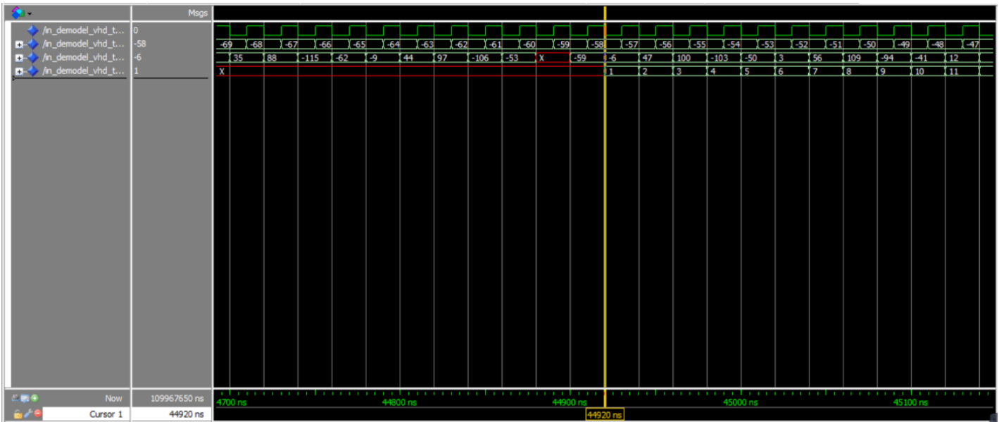 Msgs
/in_demodel_vhd_t... 0
/in_demodel_vhd_t... -58 -69 -68 -67 -66 -65 -64 -63 -62 -61 -60 -59 -58 -57 -56 -55 -54 -53 -52 -51 -50 -49 -48 -47
/in_demodel_vhd_t... -6 35 88 -115 -62 -9 44 97 -106 -53 X -59 -6 47 100 -103 -50 3 56 109 -94 -41 12
/in_demodel_vhd_t... 1 X 1 2 3 4 5 6 7 8 9 10 11
Now 109967650 ns 4700 ns 44800 ns 44900 ns 45000 ns 45100 ns
Cursor 1 44920 ns 44920 ns